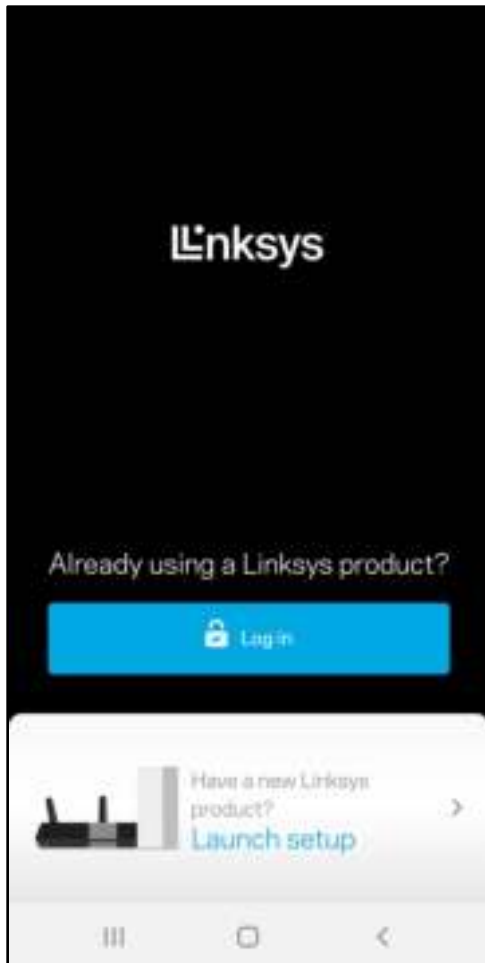 Linksys
Already using a Linksys product?
Log in
Have a new Linksys
product?
Launch setup